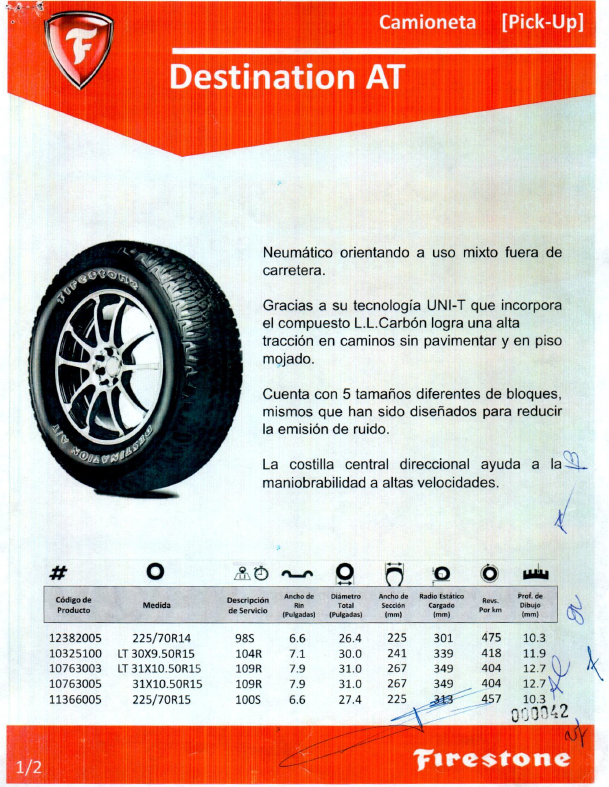 Camioneta [Pick-Up]
F
Destination AT
Firestone
DESTINATION A/T
Neumático orientando a uso mixto fuera de
carretera.
Gracias a su tecnología UNI-T que incorpora
el compuesto L.L.Carbón logra una alta
tracción en caminos sin pavimentar y en piso
mojado.
Cuenta con 5 tamaños diferentes de bloques,
mismos que han sido diseñados para reducir
la emisión de ruido.
La costilla central direccional ayuda a la
maniobrabilidad a altas velocidades.
#
Código de Producto Medida Descripción de Servicio Ancho de Rin (Pulgadas) Diámetro Total (Pulgadas) Ancho de Sección (mm) Radio Estático Cargado (mm) Revs. Por km Prof. de Dibujo (mm)
12382005 225/70R14 98S 6.6 26.4 225 301 475 10.3
10325100 LT 30X9.50R15 104R 7.1 30.0 241 339 418 11.9
10763003 LT 31X10.50R15 109R 7.9 31.0 267 349 404 12.7
10763005 31X10.50R15 109R 7.9 31.0 267 349 404 12.7
11366005 225/70R15 100S 6.6 27.4 225 313 457 10.3
000042
1/2
Firestone